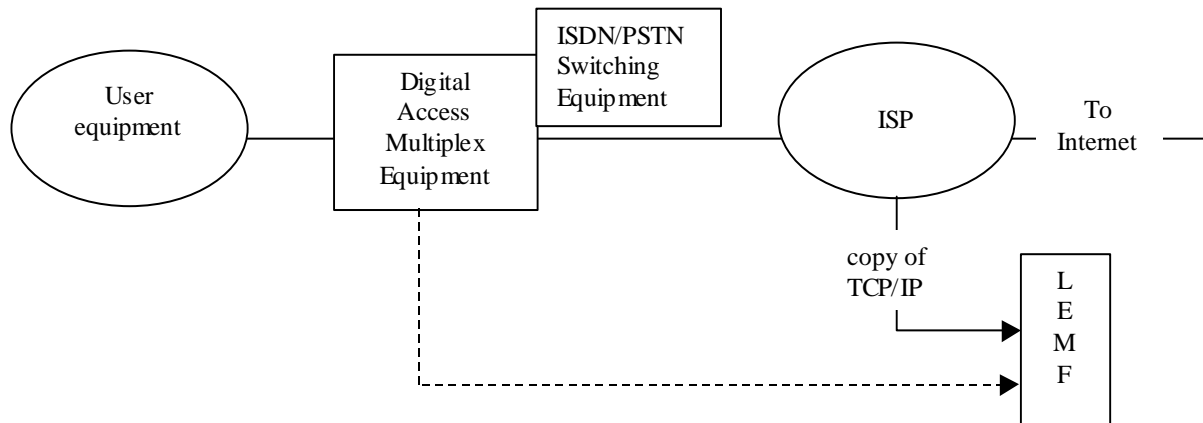 User
equipment
Digital
Access
Multiplex
Equipment
ISDN/PSTN
Switching
Equipment
ISP
To
Internet
copy of
TCP/IP
L
E
M
F